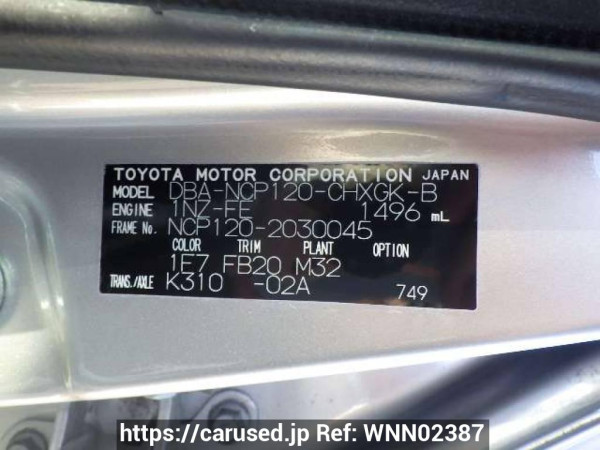 TOYOTA MOTOR CORPORATION JAPAN
MODEL DBA-NCP120-CHXGK-B
ENGINE 1NZ-FE 1496 mL
FRAME No. NCP120-2030045
COLOR TRIM PLANT OPTION
1E7 FB20 M32
TRANS./AXLE K310 -02A 749
https://carused.jp Ref: WNN02387